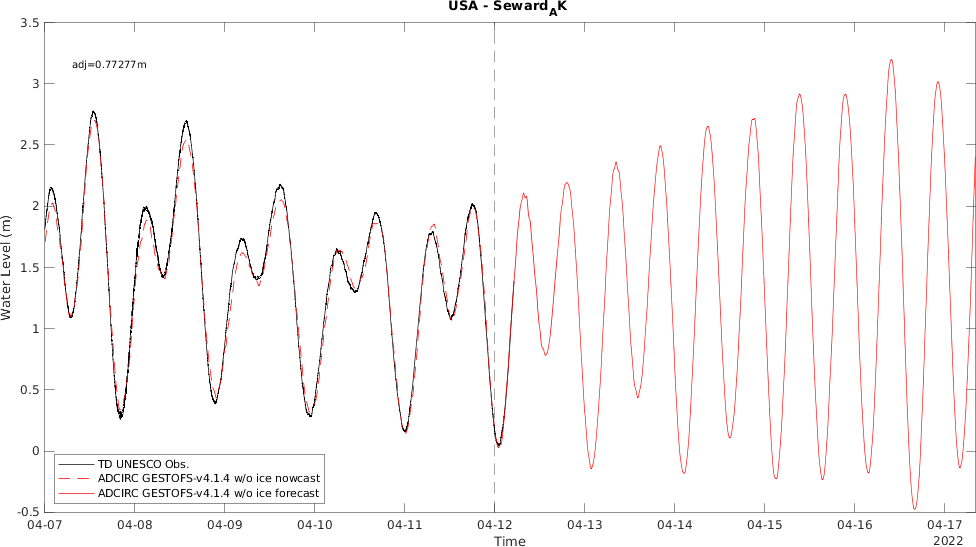 USA - Seward_AK
3.5
adj=0.77277m
3
2.5
2
1.5
1
0.5
0
-0.5
Water Level (m)
TD UNESCO Obs.
ADCIRC GESTOFS-v4.1.4 w/o ice nowcast
ADCIRC GESTOFS-v4.1.4 w/o ice forecast
04-07 04-08 04-09 04-10 04-11 04-12 04-13 04-14 04-15 04-16 04-17
Time
2022